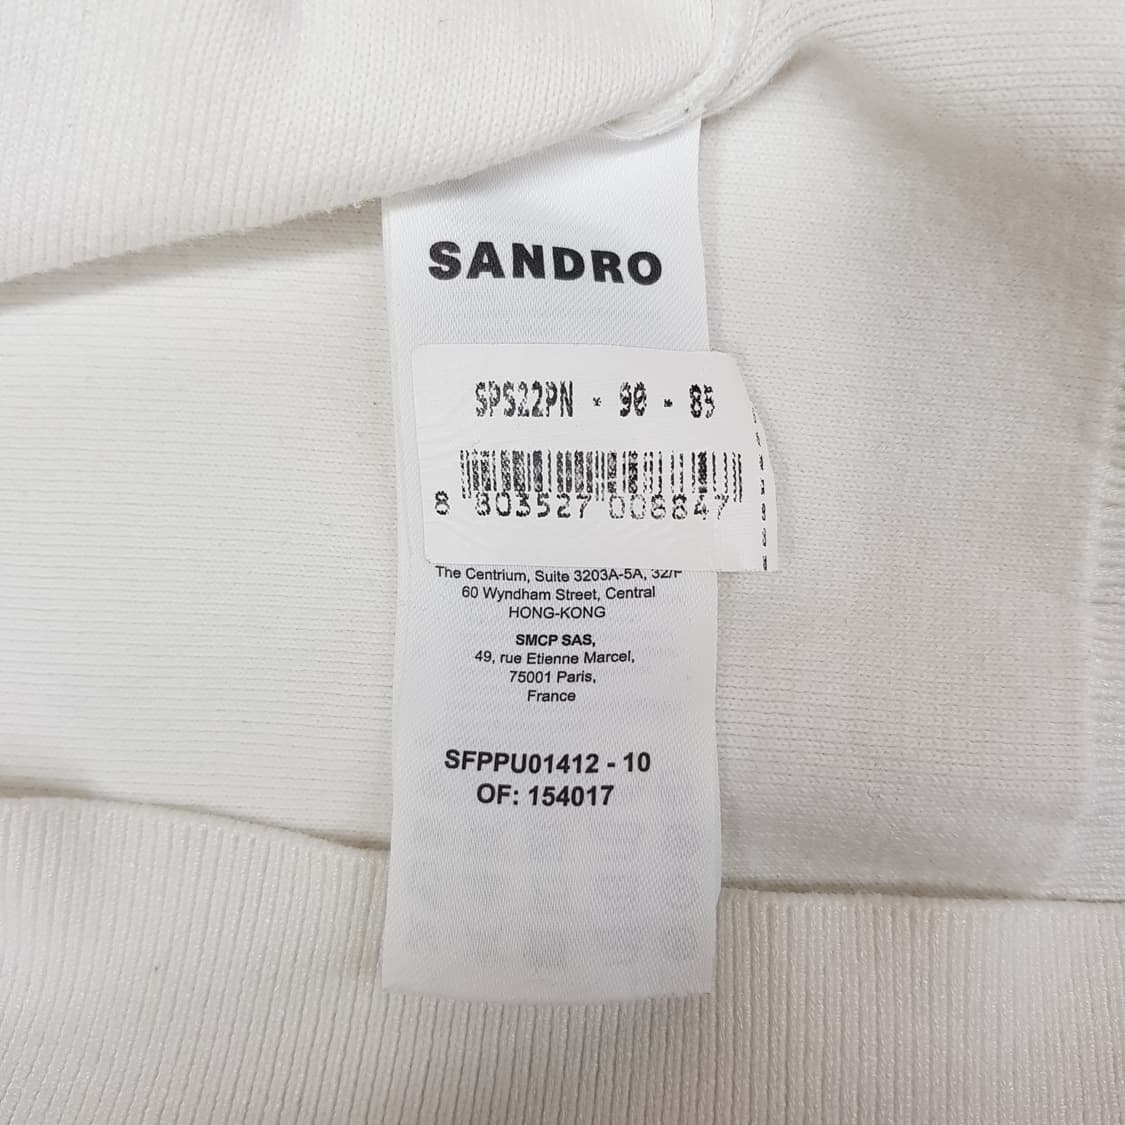 SANDRO
SPS22PN - 90 - 85
8 803527 006847
The Centrium, Suite 3203A-5A, 32/F
60 Wyndham Street, Central
HONG-KONG
SMCP SAS,
49, rue Etienne Marcel,
75001 Paris,
France
SFPPU01412 - 10
OF: 154017